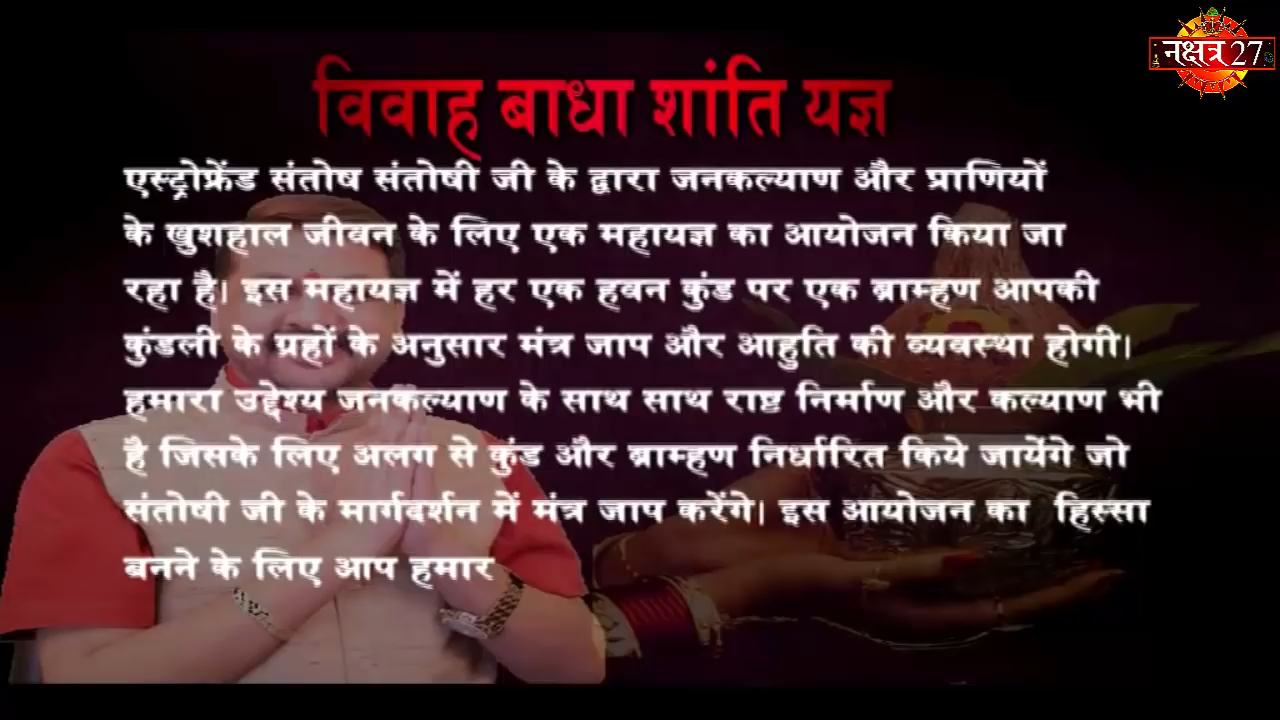 नक्षत्र 27
विवाह बाधा शांति यज्ञ
एस्ट्रोफ्रेंड संतोष संतोषी जी के द्वारा जनकल्याण और प्राणियों
के खुशहाल जीवन के लिए एक महायज्ञ का आयोजन किया जा
रहा है। इस महायज्ञ में हर एक हवन कुंड पर एक ब्राम्हण आपकी
कुंडली के ग्रहों के अनुसार मंत्र जाप और आहुति की व्यवस्था होगी।
हमारा उद्देश्य जनकल्याण के साथ साथ राष्ट निर्माण और कल्याण भी
है जिसके लिए अलग से कुंड और ब्राम्हण निर्धारित किये जायेंगे जो
संतोषी जी के मार्गदर्शन में मंत्र जाप करेंगे। इस आयोजन का हिस्सा
बनने के लिए आप हमार